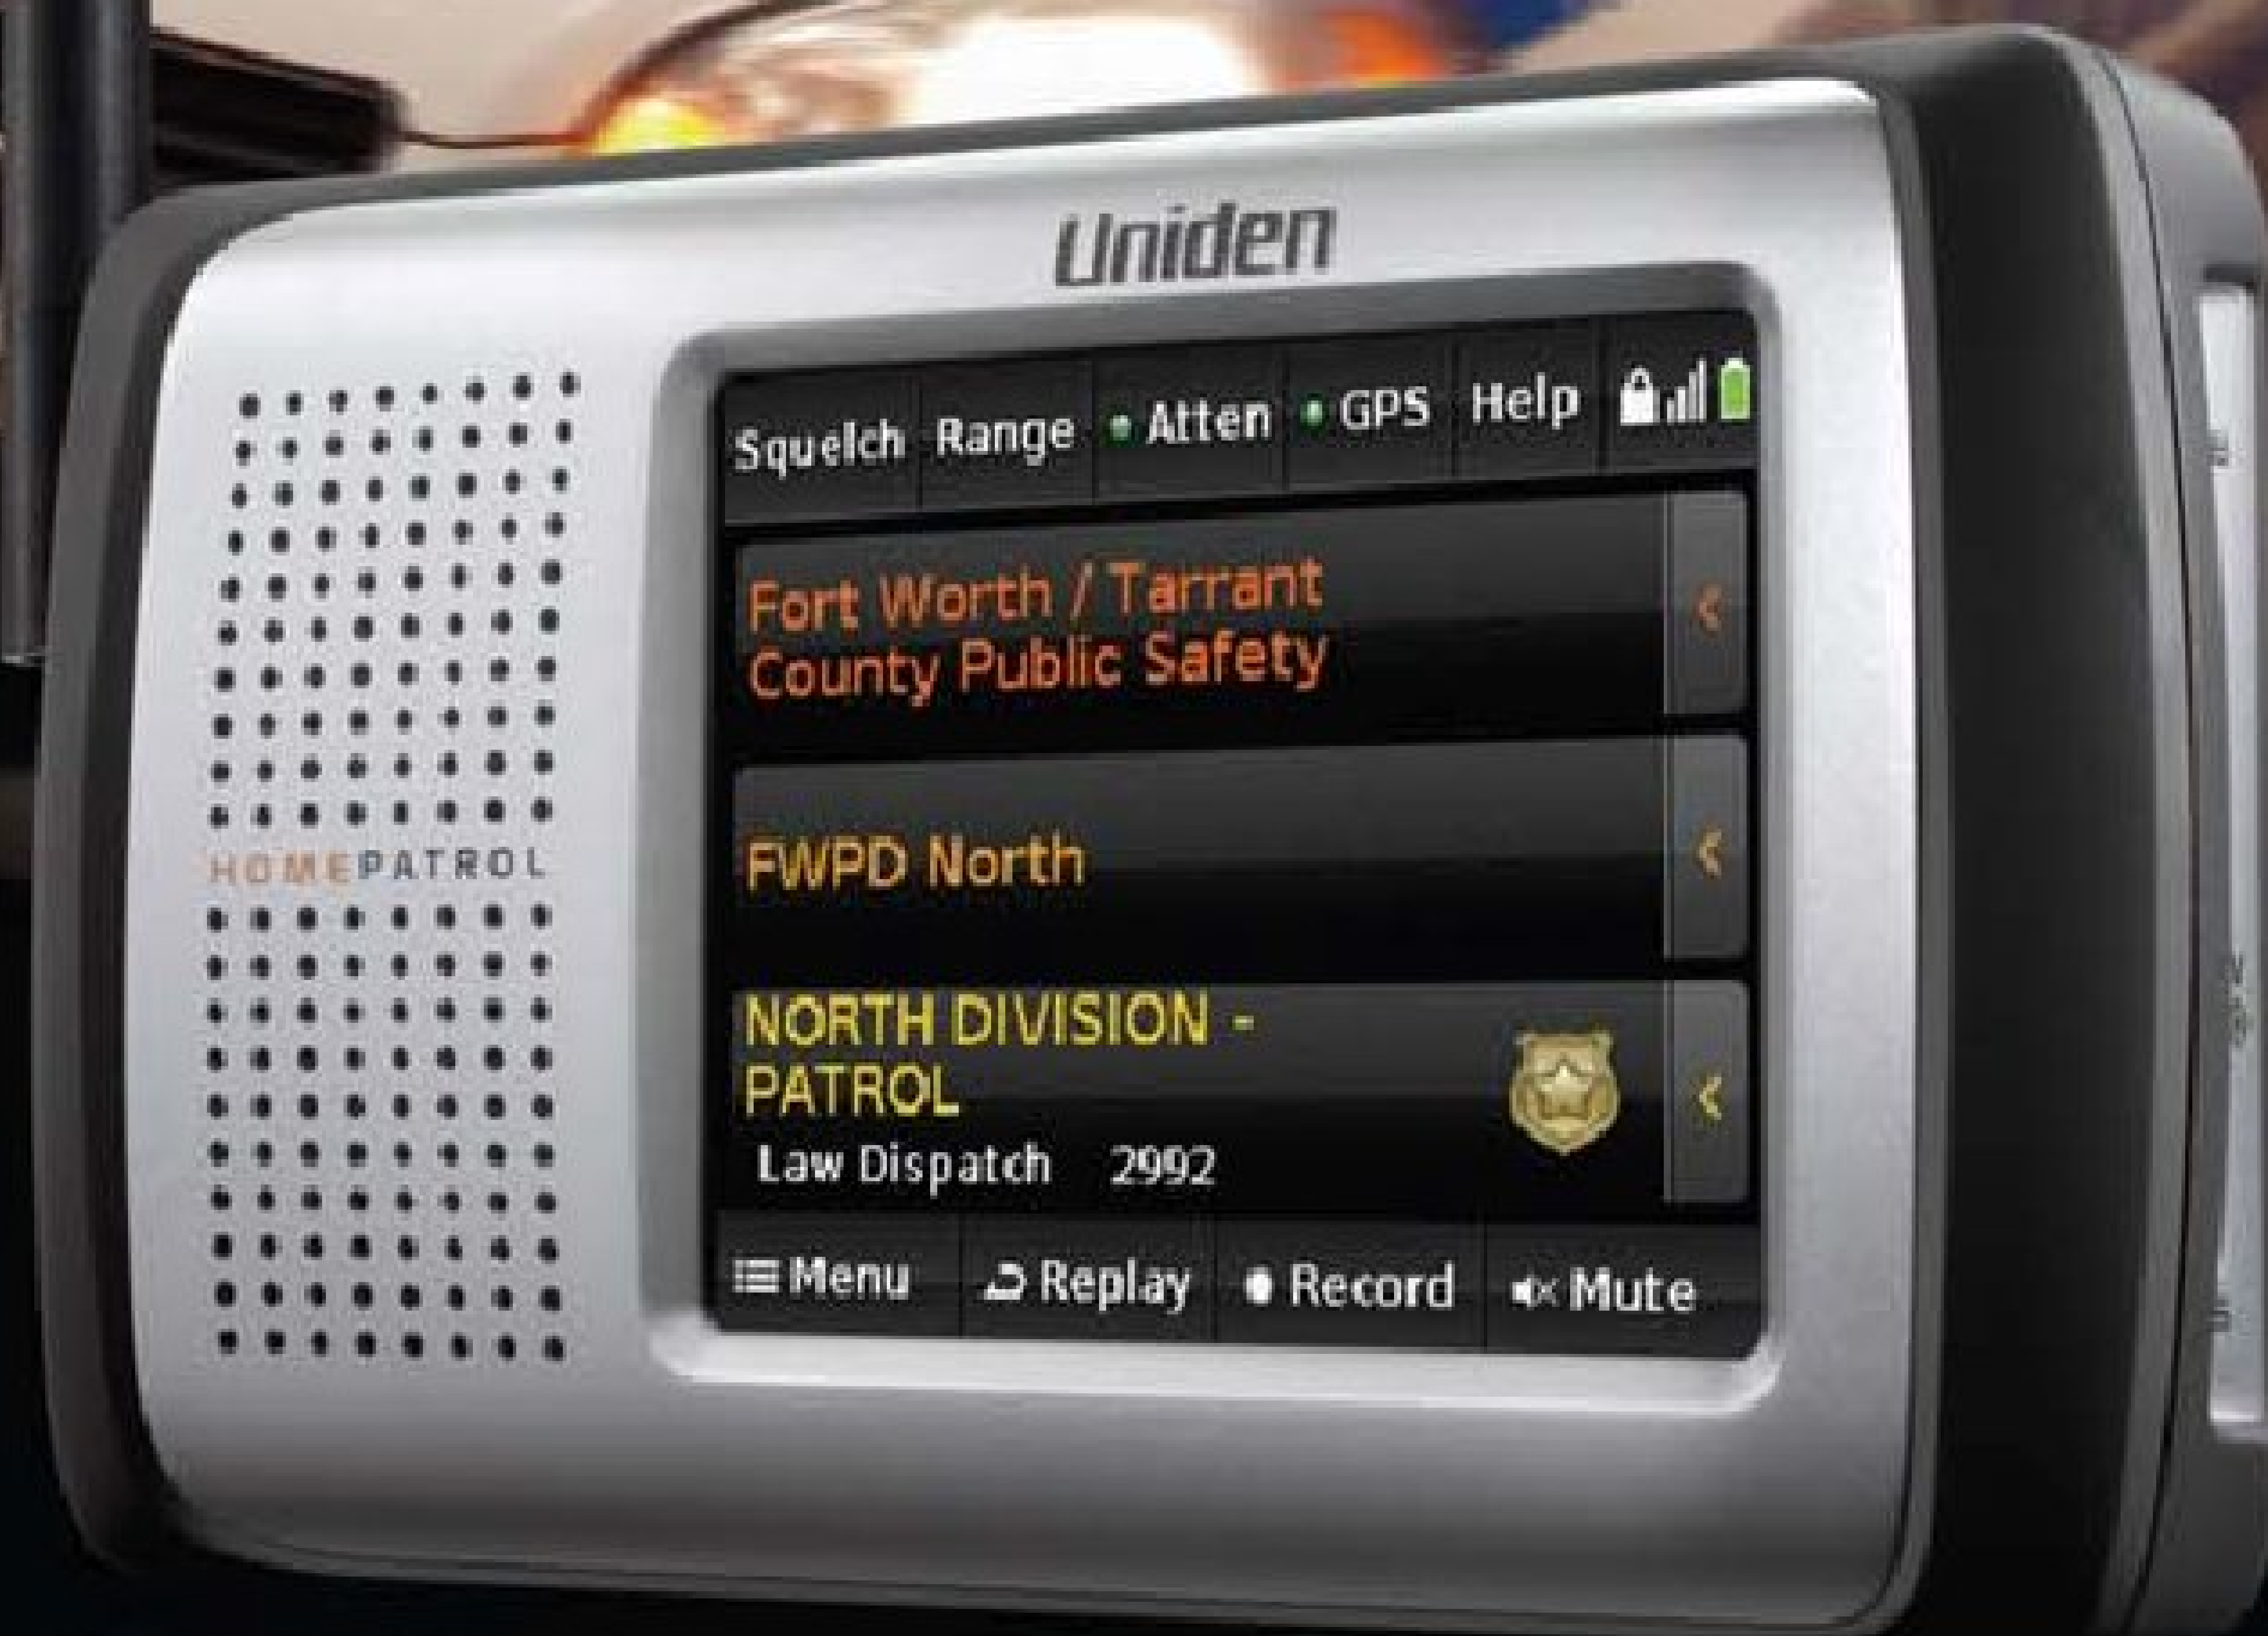 Uniden
Squelch Range Atten GPS Help
Fort Worth / Tarrant
County Public Safety
FWPD North
NORTH DIVISION -
PATROL
Law Dispatch 2992
Menu Replay Record Mute
HOMEPATROL